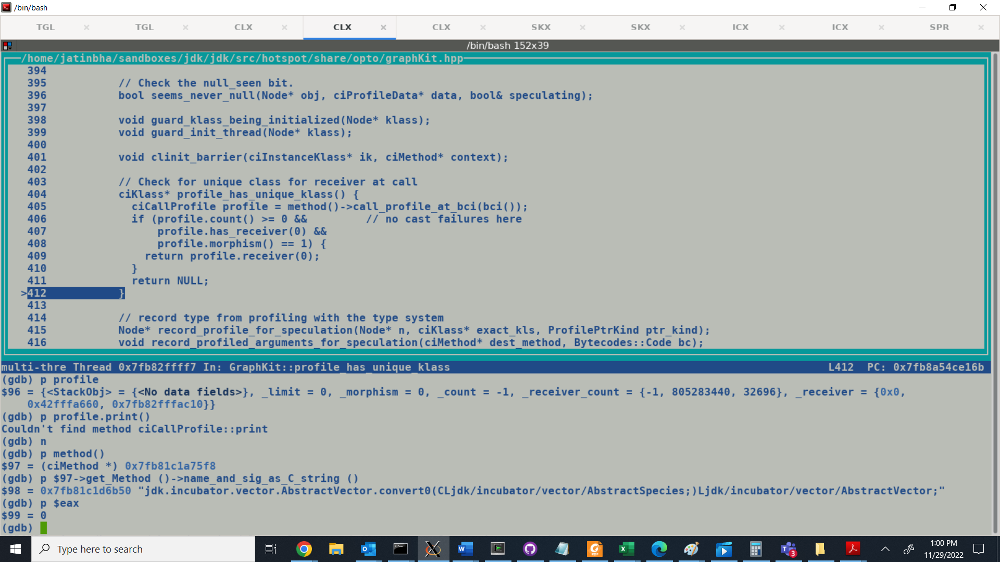 /bin/bash
TGL × TGL × CLX × CLX × CLX × SKX × SKX × ICX × ICX × SPR ×
/bin/bash 152x39
/home/jatinbha/sandboxes/jdk/jdk/src/hotspot/share/opto/graphKit.hpp
394
395 // Check the null_seen bit.
396 bool seems_never_null(Node* obj, ciProfileData* data, bool& speculating);
397
398 void guard_klass_being_initialized(Node* klass);
399 void guard_init_thread(Node* klass);
400
401 void clinit_barrier(ciInstanceKlass* ik, ciMethod* context);
402
403 // Check for unique class for receiver at call
404 ciKlass* profile_has_unique_klass() {
405 ciCallProfile profile = method()->call_profile_at_bci(bci());
406 if (profile.count() >= 0 && // no cast failures here
407 profile.has_receiver(0) &&
408 profile.morphism() == 1) {
409 return profile.receiver(0);
410 }
411 return NULL;
>412 }
413
414 // record type from profiling with the type system
415 Node* record_profile_for_speculation(Node* n, ciKlass* exact_kls, ProfilePtrKind ptr_kind);
416 void record_profiled_arguments_for_speculation(ciMethod* dest_method, Bytecodes::Code bc);
multi-thre Thread 0x7fb82ffff7 In: GraphKit::profile_has_unique_klass L412 PC: 0x7fb8a54ce16b
(gdb) p profile
$96 = {<StackObj> = {<No data fields>}, _limit = 0, _morphism = 0, _count = -1, _receiver_count = {-1, 805283440, 32696}, _receiver = {0x0,
0x42fffa660, 0x7fb82fffac10}}
(gdb) p profile.print()
Couldn't find method ciCallProfile::print
(gdb) n
(gdb) p method()
$97 = (ciMethod *) 0x7fb81c1a75f8
(gdb) p $97->get_Method ()->name_and_sig_as_C_string ()
$98 = 0x7fb81c1d6b50 "jdk.incubator.vector.AbstractVector.convert0(CLjdk/incubator/vector/AbstractSpecies;)Ljdk/incubator/vector/AbstractVector;"
(gdb) p $eax
$99 = 0
(gdb)
Type here to search
1:00 PM
11/29/2022